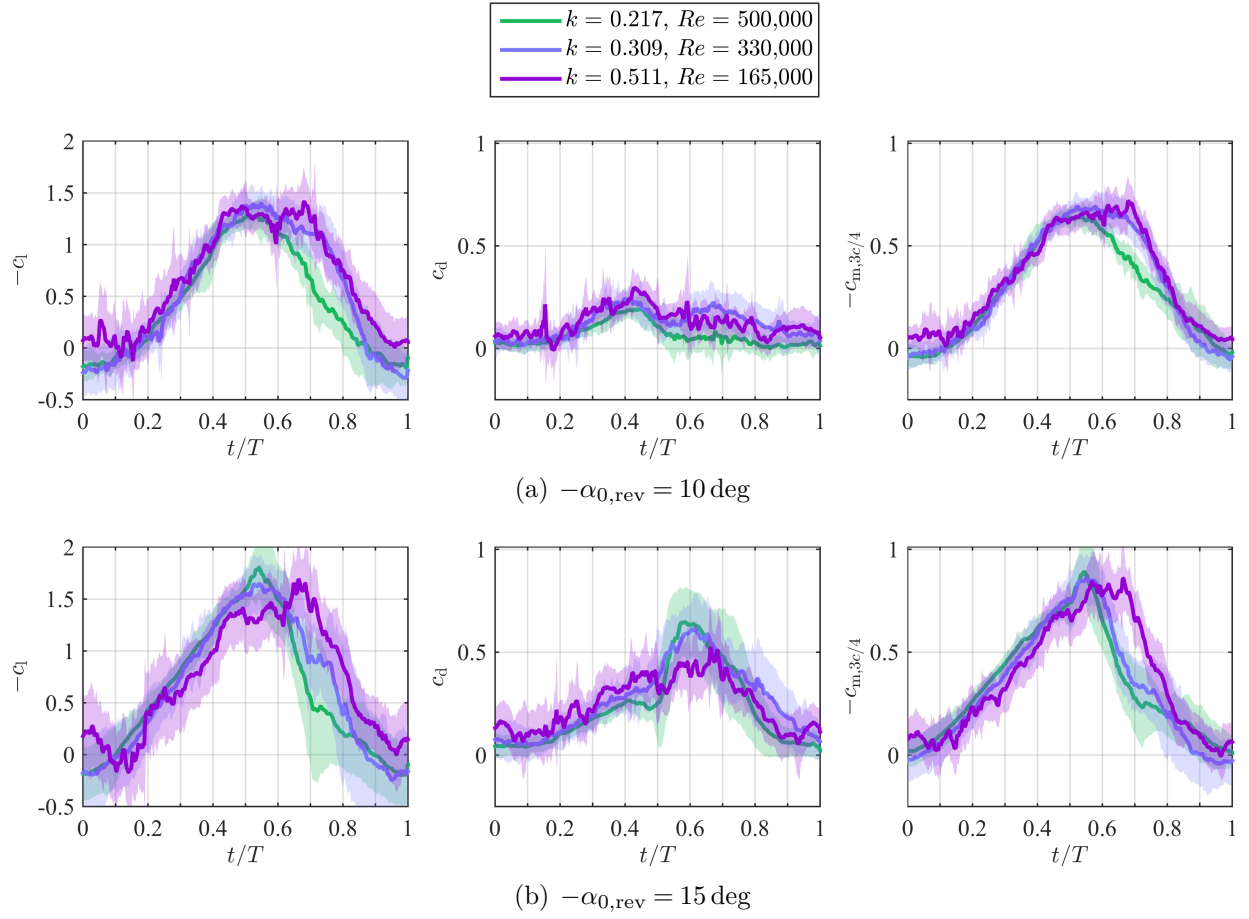 k = 0.217, Re = 500,000
k = 0.309, Re = 330,000
k = 0.511, Re = 165,000
2
1.5
1
0.5
0
-0.5
−c_l
0 0.2 0.4 0.6 0.8 1
t/T
1
0.5
0
c_d
0 0.2 0.4 0.6 0.8 1
t/T
1
0.5
0
−c_m,3c/4
0 0.2 0.4 0.6 0.8 1
t/T
(a) −α_0,rev = 10 deg
2
1.5
1
0.5
0
-0.5
−c_l
0 0.2 0.4 0.6 0.8 1
t/T
1
0.5
0
c_d
0 0.2 0.4 0.6 0.8 1
t/T
1
0.5
0
−c_m,3c/4
0 0.2 0.4 0.6 0.8 1
t/T
(b) −α_0,rev = 15 deg